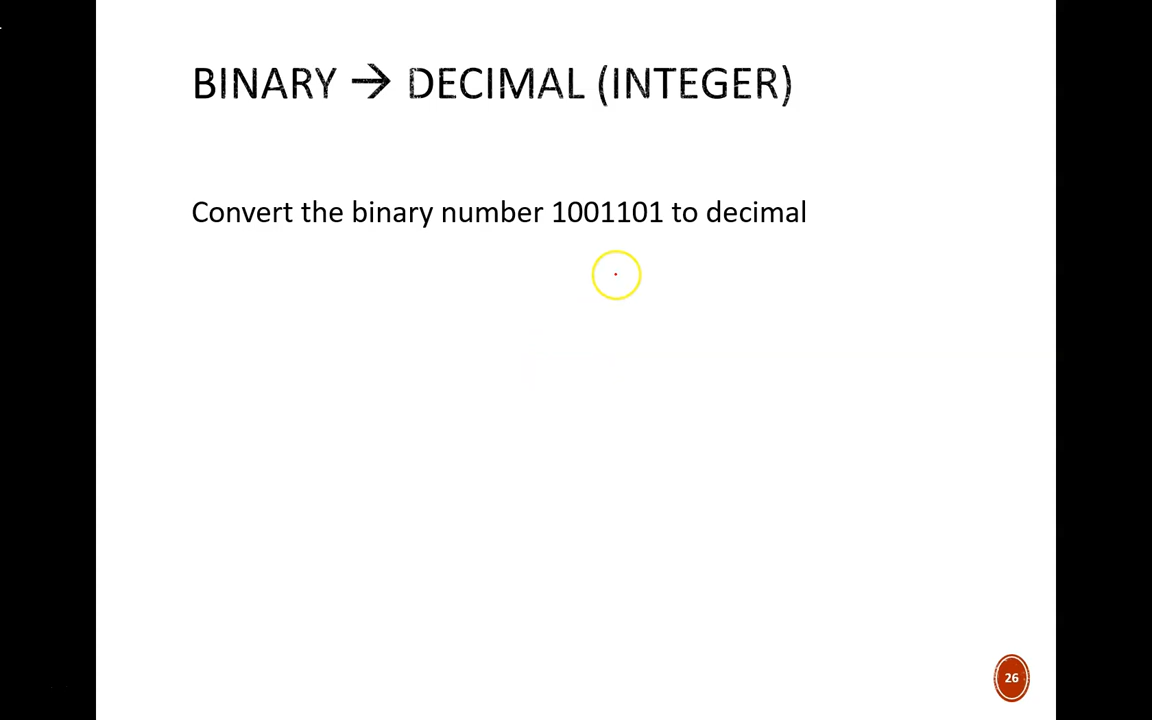 BINARY → DECIMAL (INTEGER)
Convert the binary number 1001101 to decimal
26